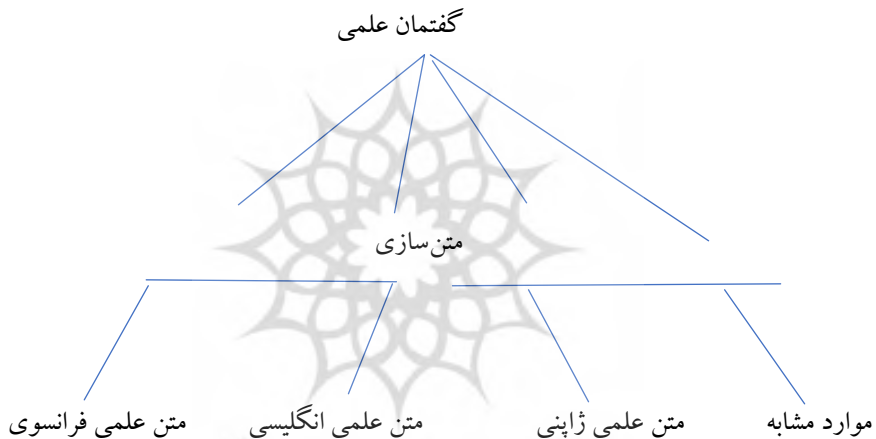 گفتمان علمی
متن‌سازی
موارد مشابه
متن علمی ژاپنی
متن علمی انگلیسی
متن علمی فرانسوی